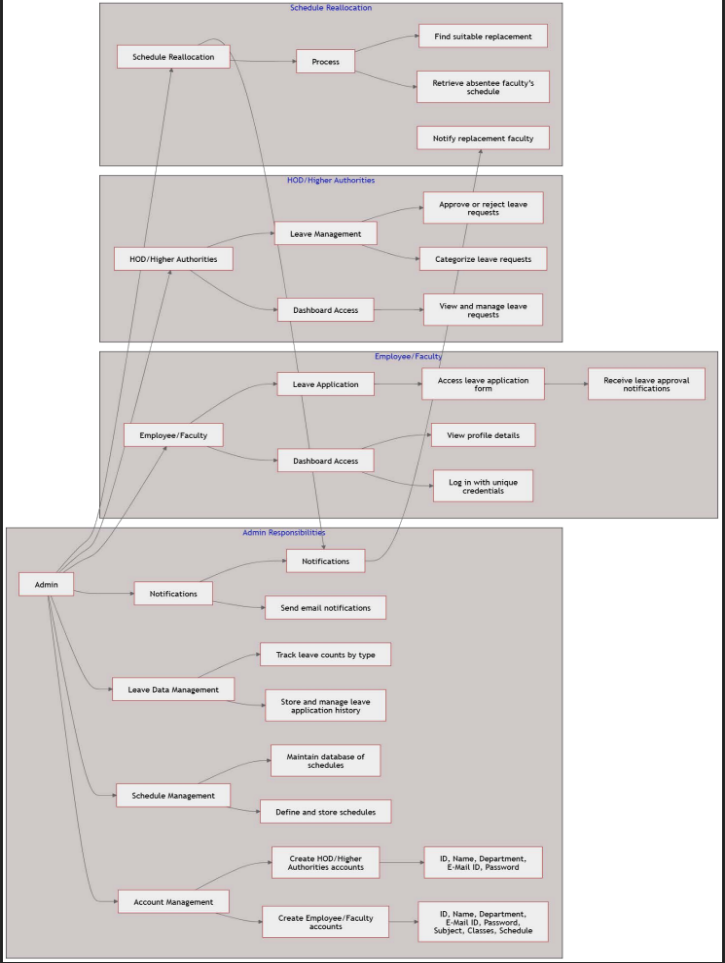 Schedule Reallocation
Find suitable replacement
Schedule Reallocation
Process
Retrieve absentee faculty's
schedule
Notify replacement faculty
HOD/Higher Authorities
Approve or reject leave
requests
Leave Management
HOD/Higher Authorities
Categorize leave requests
Dashboard Access
View and manage leave
requests
Employee/Faculty
Leave Application
Access leave application
form
Receive leave approval
notifications
Employee/Faculty
View profile details
Dashboard Access
Log in with unique
credentials
Admin Responsibilities
Notifications
Admin
Notifications
Send email notifications
Track leave counts by type
Leave Data Management
Store and manage leave
application history
Maintain database of
schedules
Schedule Management
Define and store schedules
Create HOD/Higher
Authorities accounts
ID, Name, Department,
E-Mail ID, Password
Account Management
Create Employee/Faculty
accounts
ID, Name, Department,
E-Mail ID, Password,
Subject, Classes, Schedule